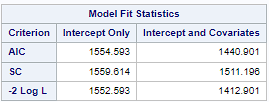 Model Fit Statistics
Criterion Intercept Only Intercept and Covariates
AIC 1554.593 1440.901
SC 1559.614 1511.196
-2 Log L 1552.593 1412.901